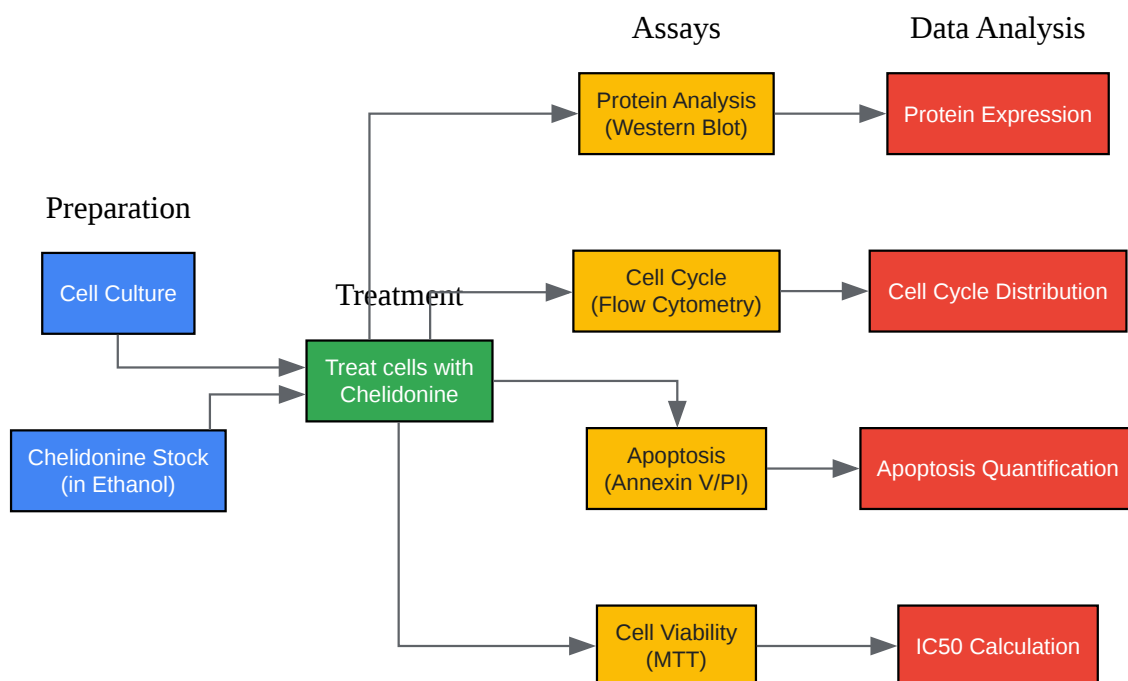 Assays
Data Analysis
Protein Analysis
(Western Blot)
Protein Expression
Preparation
Cell Culture
Cell Cycle
(Flow Cytometry)
Cell Cycle Distribution
Treatment
Treat cells with
Chelidonine
Chelidonine Stock
(in Ethanol)
Apoptosis
(Annexin V/PI)
Apoptosis Quantification
Cell Viability
(MTT)
IC50 Calculation